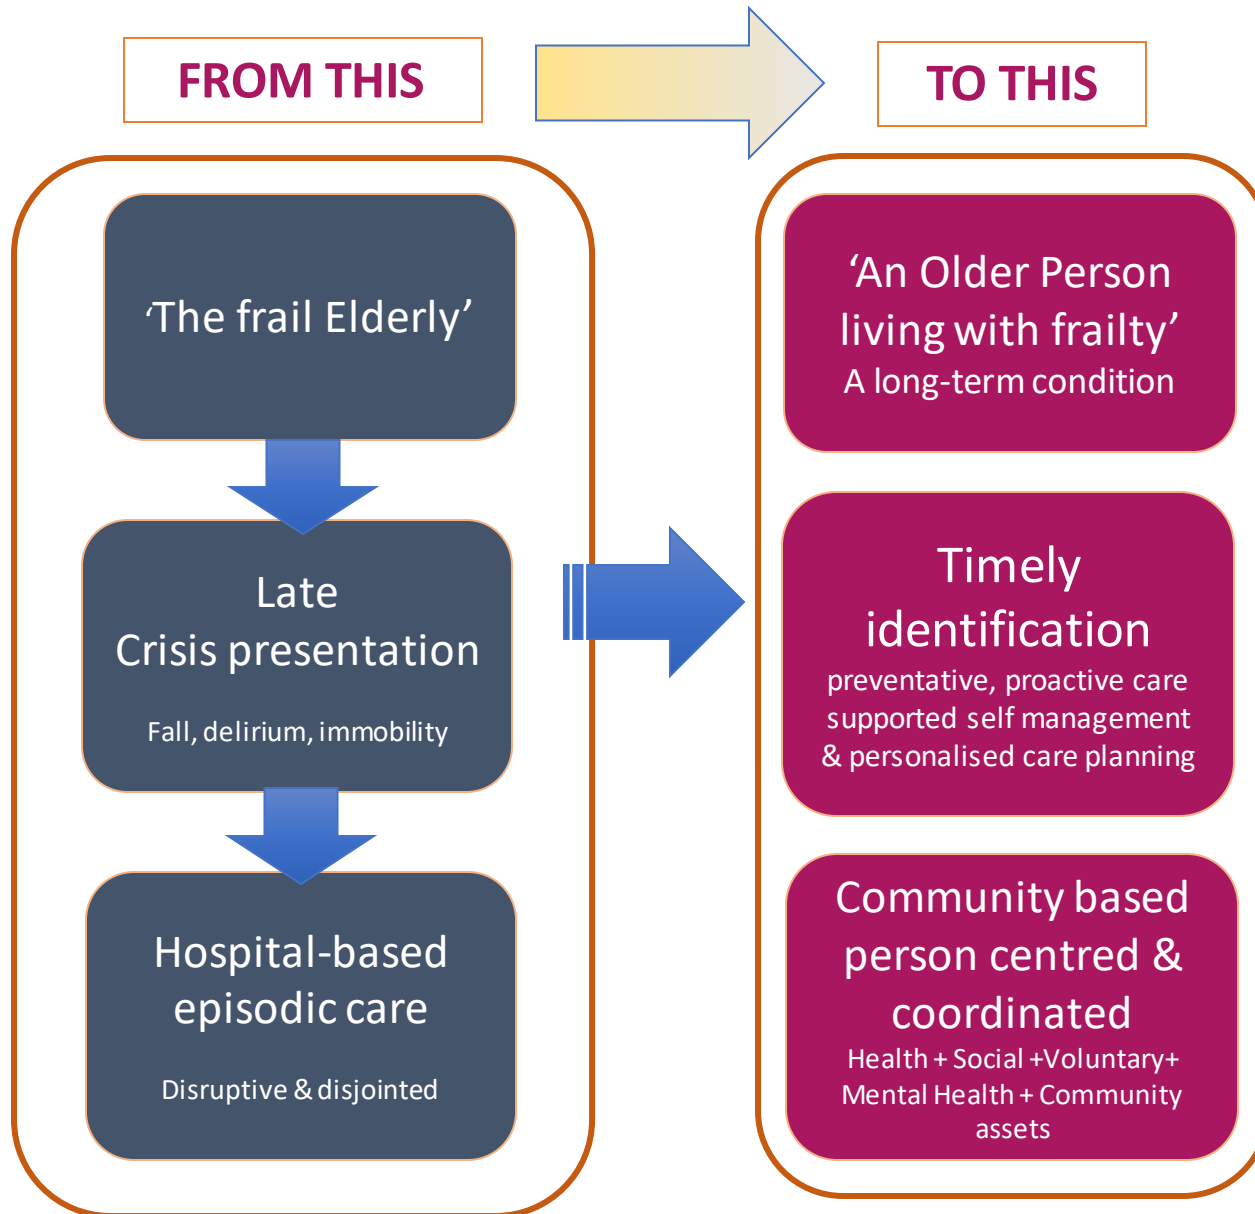 FROM THIS
TO THIS
‘The frail Elderly’
Late
Crisis presentation
Fall, delirium, immobility
Hospital-based
episodic care
Disruptive & disjointed
‘An Older Person
living with frailty’
A long-term condition
Timely
identification
preventative, proactive care
supported self management
& personalised care planning
Community based
person centred &
coordinated
Health + Social +Voluntary+
Mental Health + Community
assets